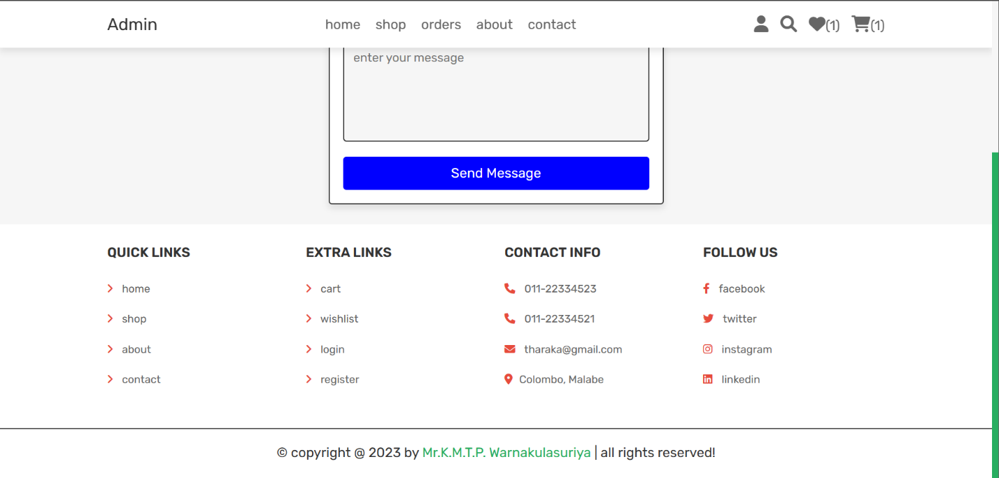 Admin
home shop orders about contact
(1) (1)
enter your message
Send Message
QUICK LINKS
home
shop
about
contact
EXTRA LINKS
cart
wishlist
login
register
CONTACT INFO
011-22334523
011-22334521
tharaka@gmail.com
Colombo, Malabe
FOLLOW US
facebook
twitter
instagram
linkedin
© copyright @ 2023 by Mr.K.M.T.P. Warnakulasuriya | all rights reserved!